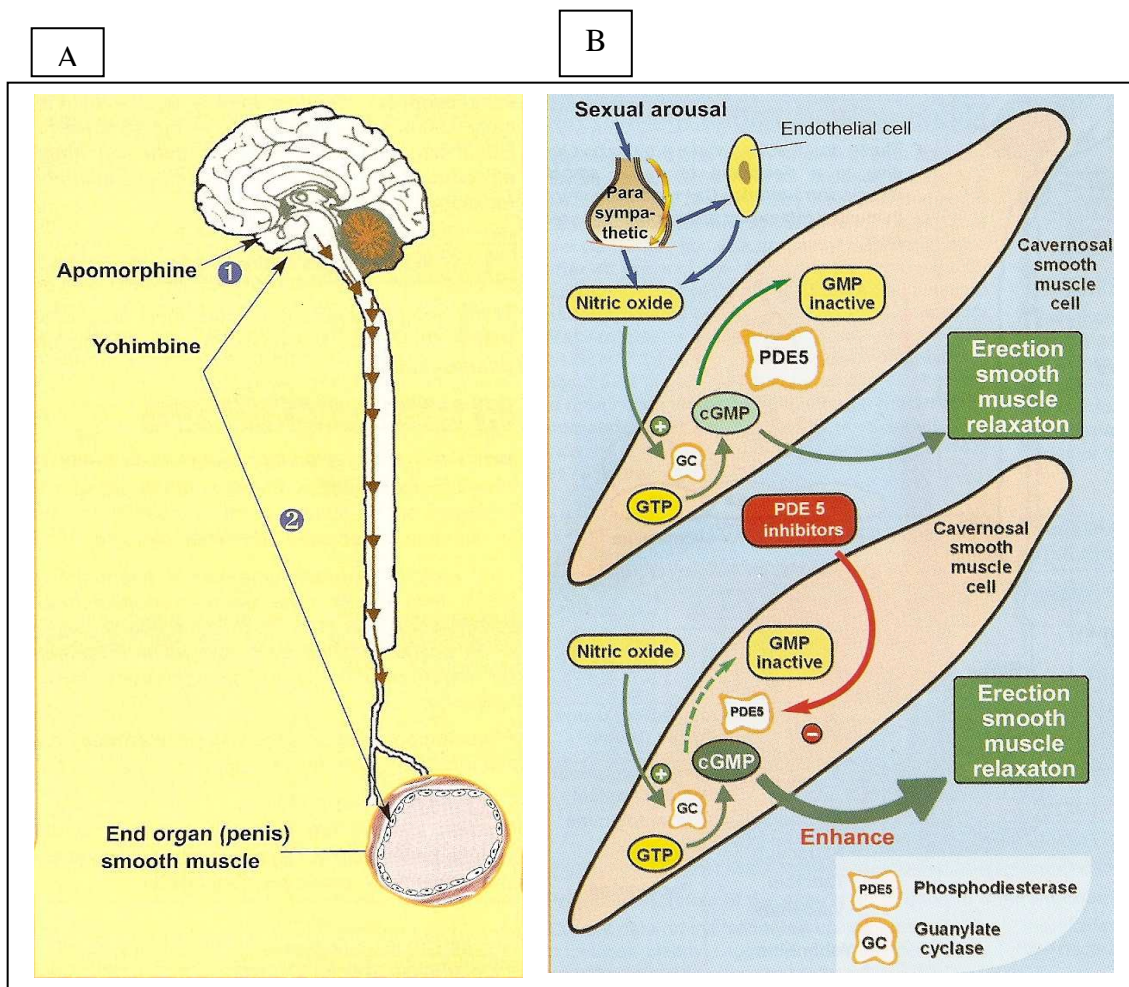 A
B
Apomorphine
1
Yohimbine
2
End organ (penis)
smooth muscle
Sexual arousal
Endothelial cell
Para
sympa-
thetic
Nitric oxide
GMP
inactive
Cavernosal
smooth
muscle
cell
PDE5
cGMP
Erection
smooth
muscle
relaxaton
+
GC
GTP
PDE 5
inhibitors
Cavernosal
smooth
muscle
cell
Nitric oxide
GMP
inactive
PDE5
−
cGMP
Erection
smooth
muscle
relaxaton
+
GC
GTP
Enhance
PDE5
Phosphodiesterase
GC
Guanylate
cyclase